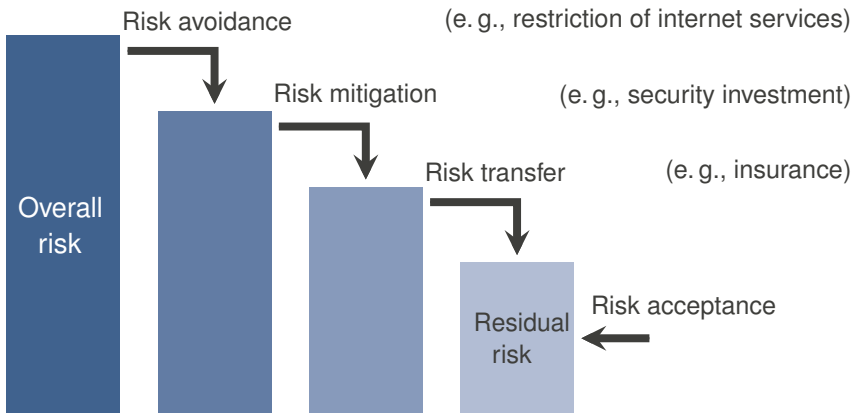 Risk avoidance
(e. g., restriction of internet services)
Risk mitigation
(e. g., security investment)
Risk transfer
(e. g., insurance)
Overall
risk
Risk acceptance
Residual
risk